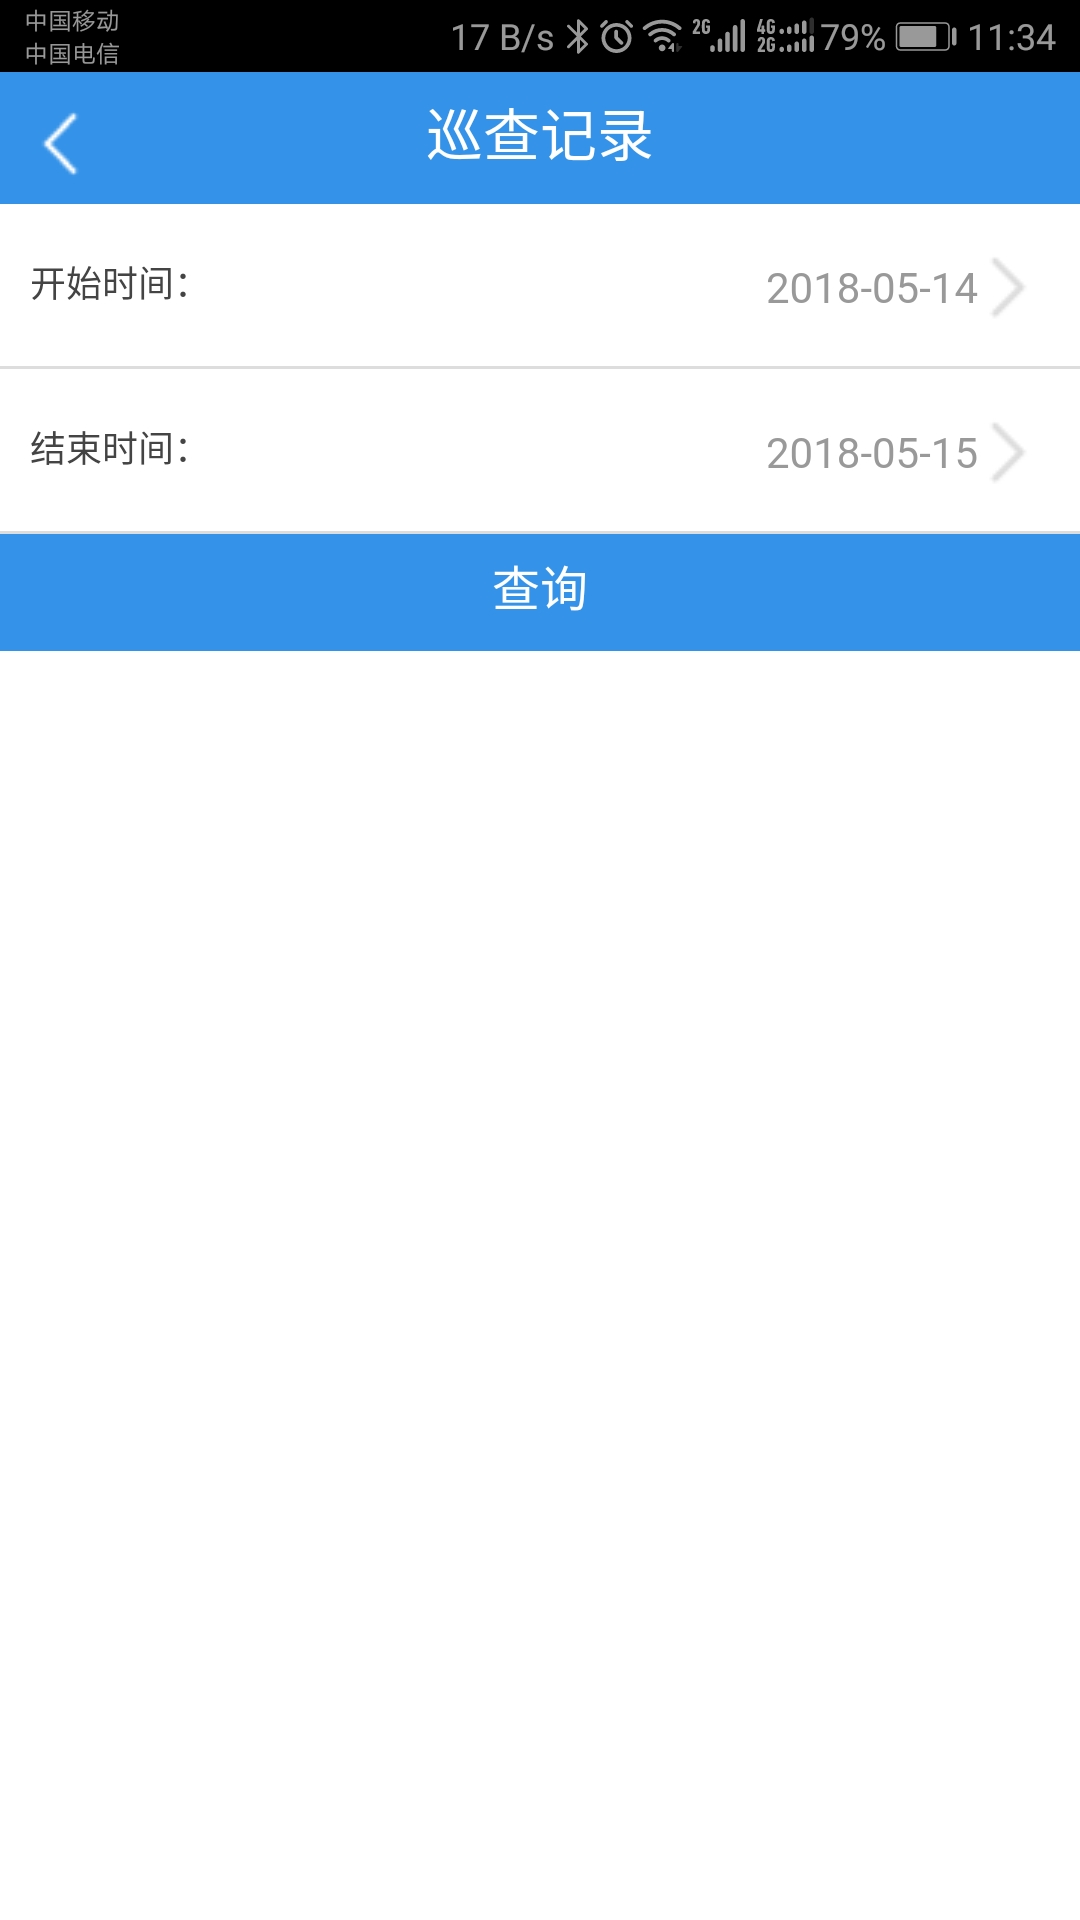 中国移动
中国电信
17 B/s 2G 4G 2G 79% 11:34
巡查记录
开始时间: 2018-05-14
结束时间: 2018-05-15
查询